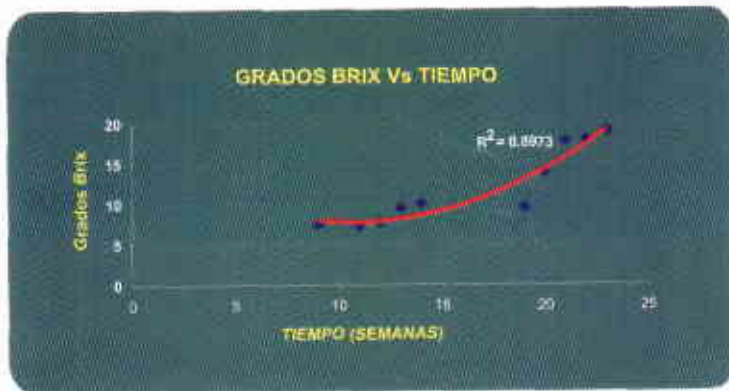 GRADOS BRIX Vs TIEMPO
Grados Brix
20
15
10
5
0
R² = 0.8973
0 5 10 15 20 25
TIEMPO (SEMANAS)